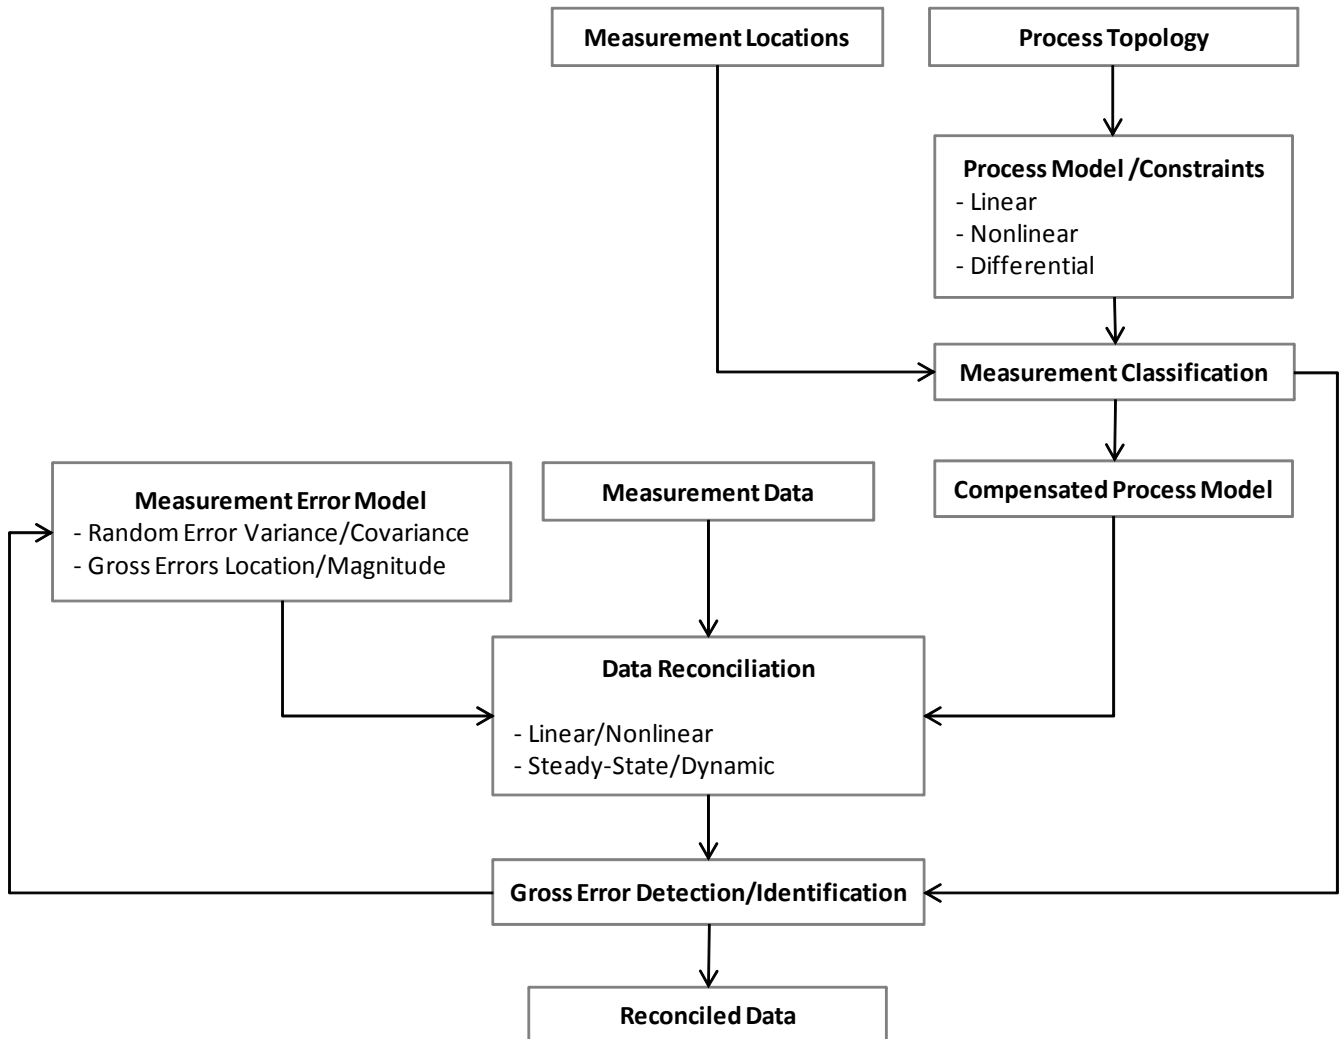 Measurement Locations
Process Topology
Process Model /Constraints
- Linear
- Nonlinear
- Differential
Measurement Classification
Measurement Error Model
- Random Error Variance/Covariance
- Gross Errors Location/Magnitude
Measurement Data
Compensated Process Model
Data Reconciliation
- Linear/Nonlinear
- Steady-State/Dynamic
Gross Error Detection/Identification
Reconciled Data